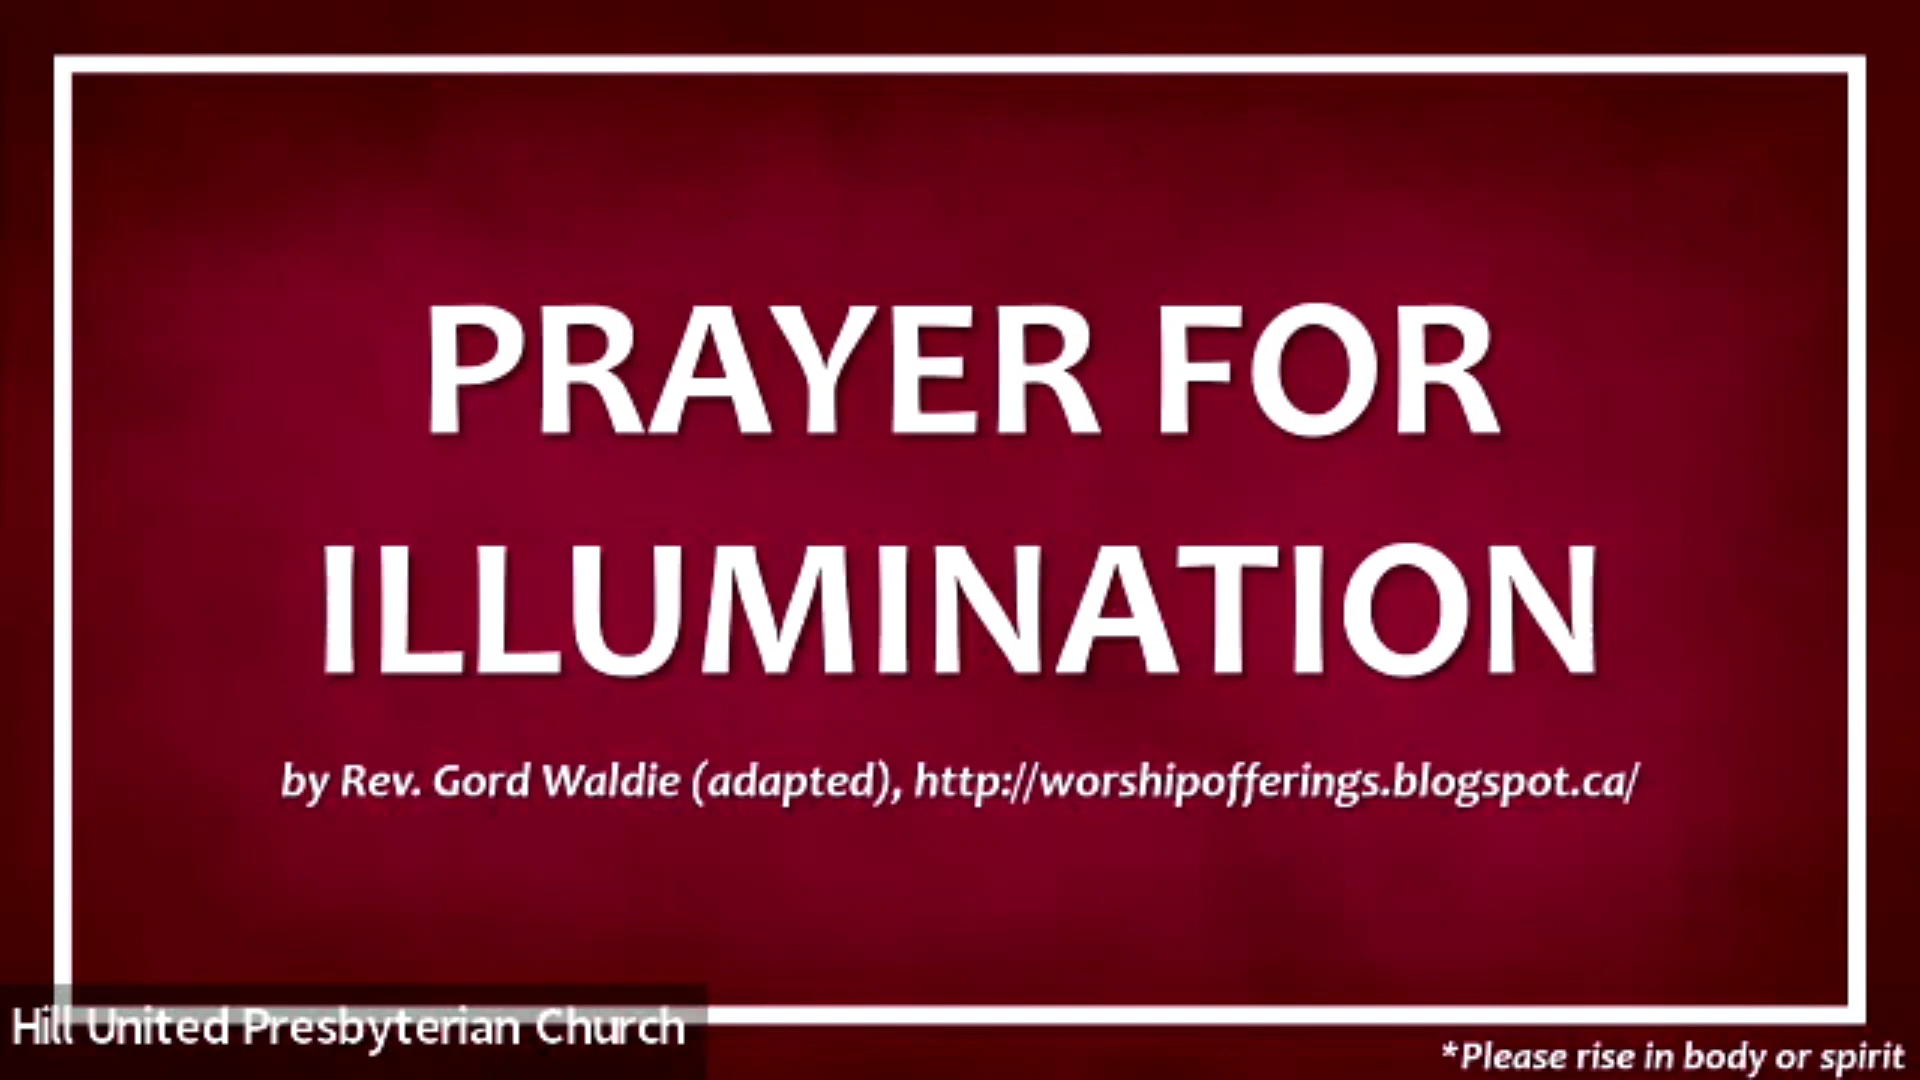 PRAYER FOR
ILLUMINATION
by Rev. Gord Waldie (adapted), http://worshipofferings.blogspot.ca/
Hill United Presbyterian Church
*Please rise in body or spirit